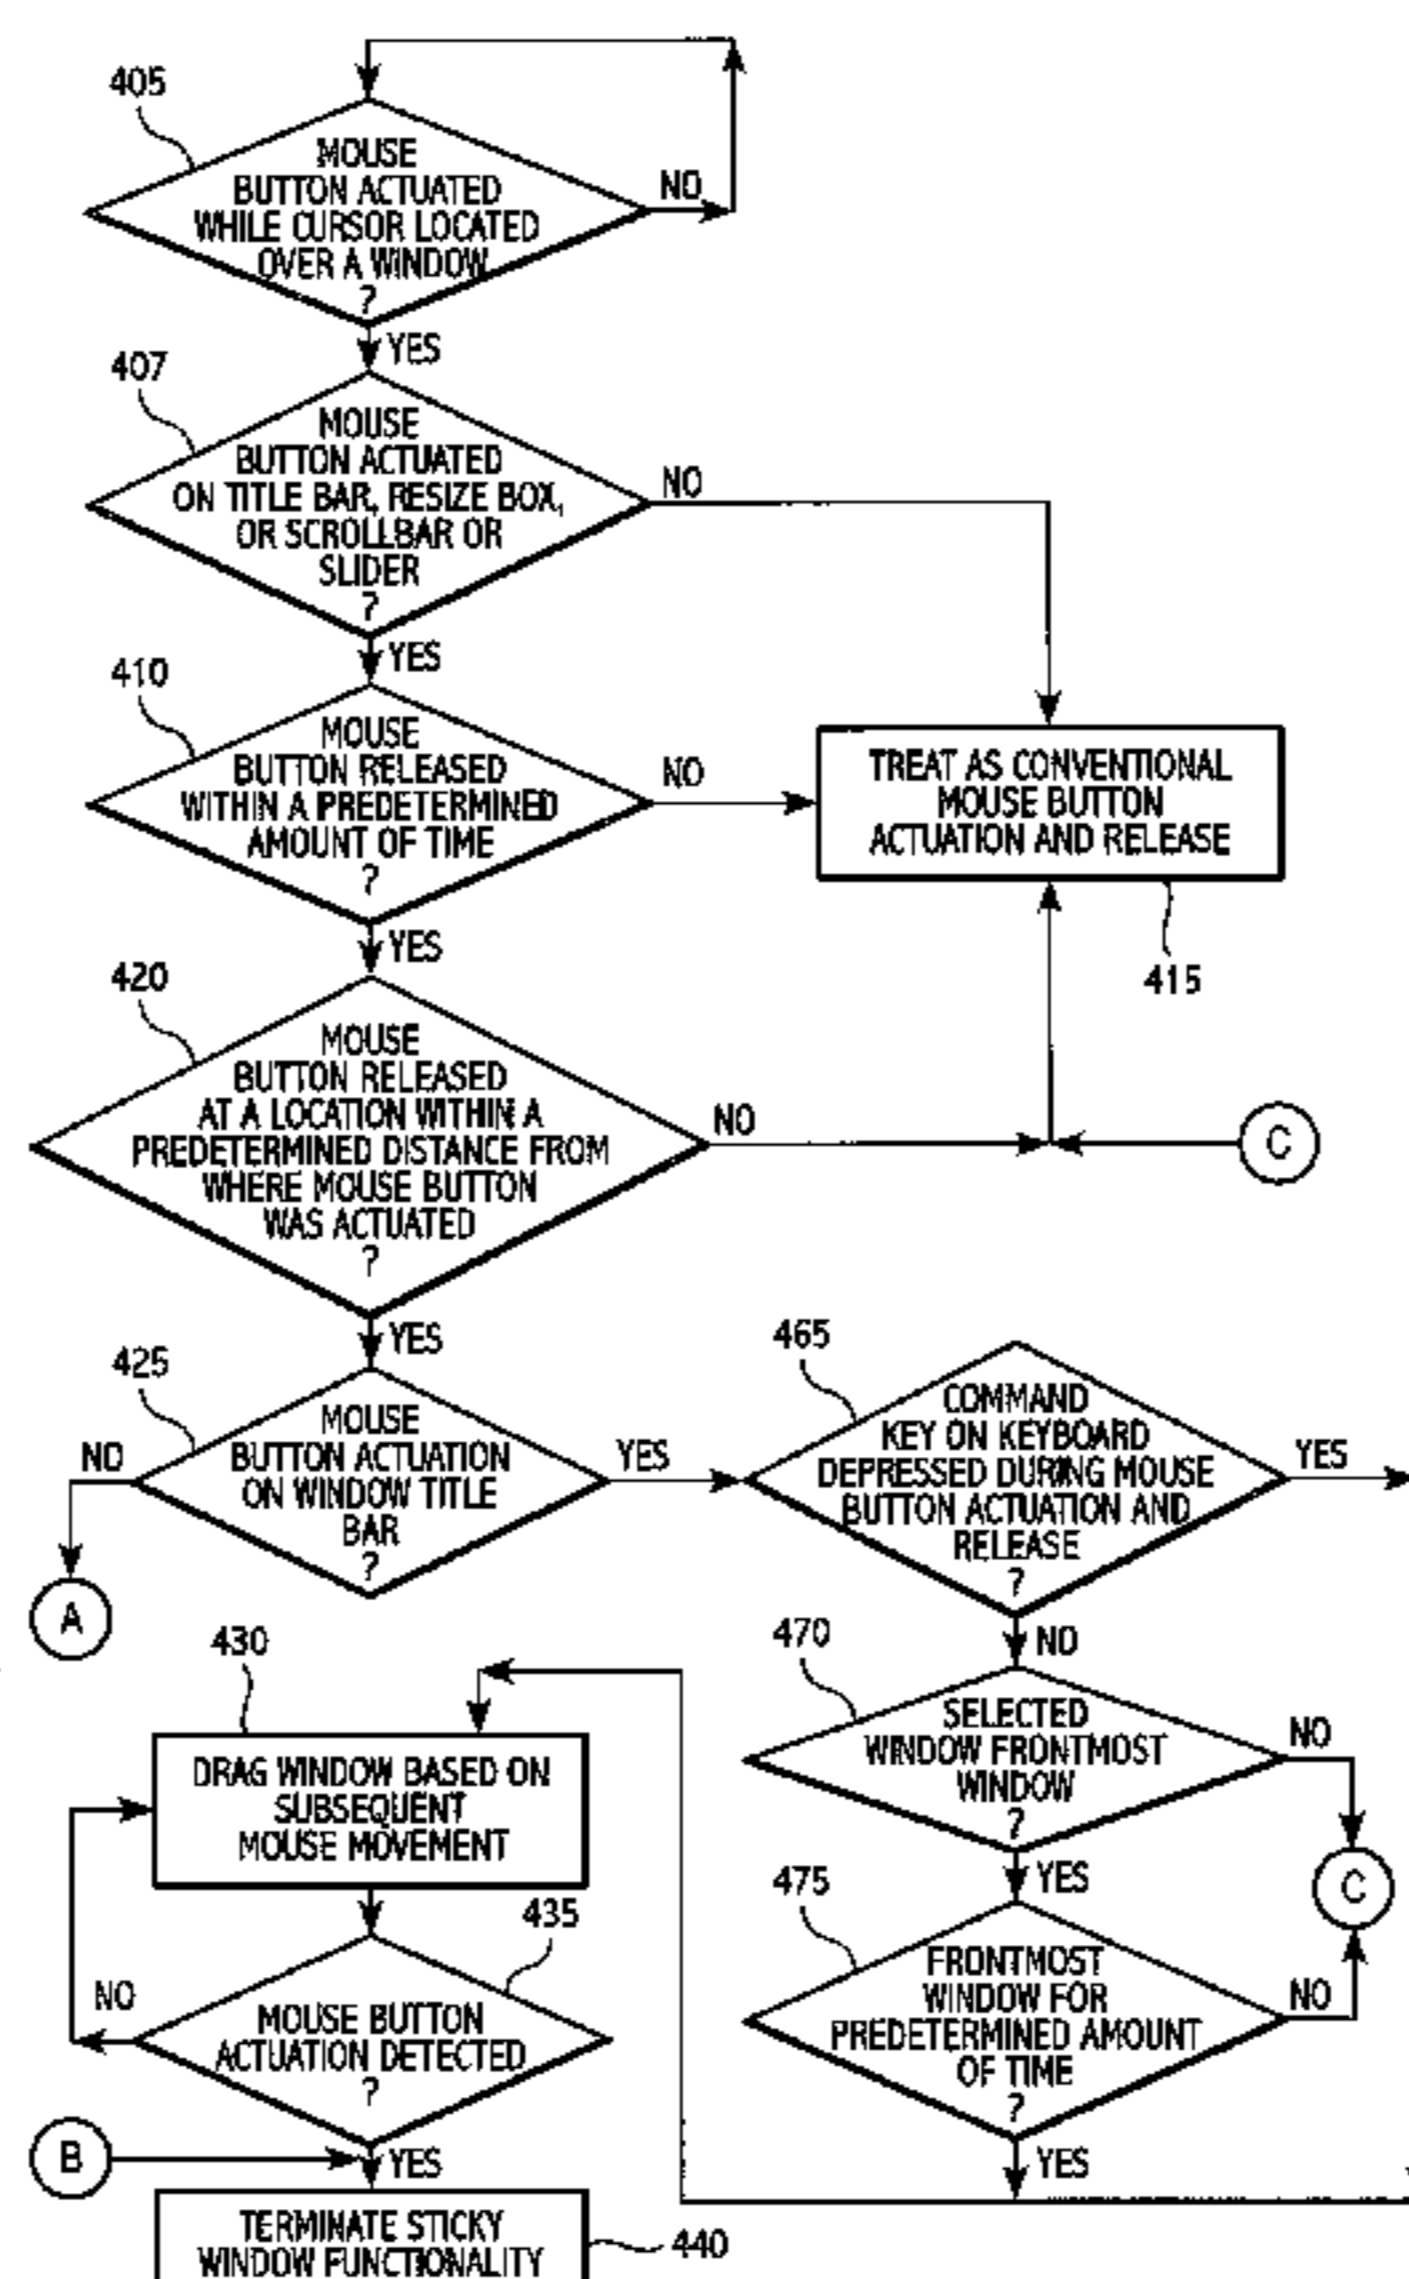 405
MOUSE
BUTTON ACTUATED
WHILE CURSOR LOCATED
OVER A WINDOW
?
NO
YES
407
MOUSE
BUTTON ACTUATED
ON TITLE BAR, RESIZE BOX,
OR SCROLLBAR OR
SLIDER
?
NO
YES
410
MOUSE
BUTTON RELEASED
WITHIN A PREDETERMINED
AMOUNT OF TIME
?
NO
YES
TREAT AS CONVENTIONAL
MOUSE BUTTON
ACTUATION AND RELEASE
415
420
MOUSE
BUTTON RELEASED
AT A LOCATION WITHIN A
PREDETERMINED DISTANCE FROM
WHERE MOUSE BUTTON
WAS ACTUATED
?
NO
C
YES
425
MOUSE
BUTTON ACTUATION
ON WINDOW TITLE
BAR
?
NO
A
YES
465
COMMAND
KEY ON KEYBOARD
DEPRESSED DURING MOUSE
BUTTON ACTUATION AND
RELEASE
?
YES
NO
470
SELECTED
WINDOW FRONTMOST
WINDOW
?
NO
C
YES
475
FRONTMOST
WINDOW FOR
PREDETERMINED AMOUNT
OF TIME
?
NO
YES
430
DRAG WINDOW BASED ON
SUBSEQUENT
MOUSE MOVEMENT
435
MOUSE BUTTON
ACTUATION DETECTED
?
NO
B
YES
TERMINATE STICKY
WINDOW FUNCTIONALITY
440